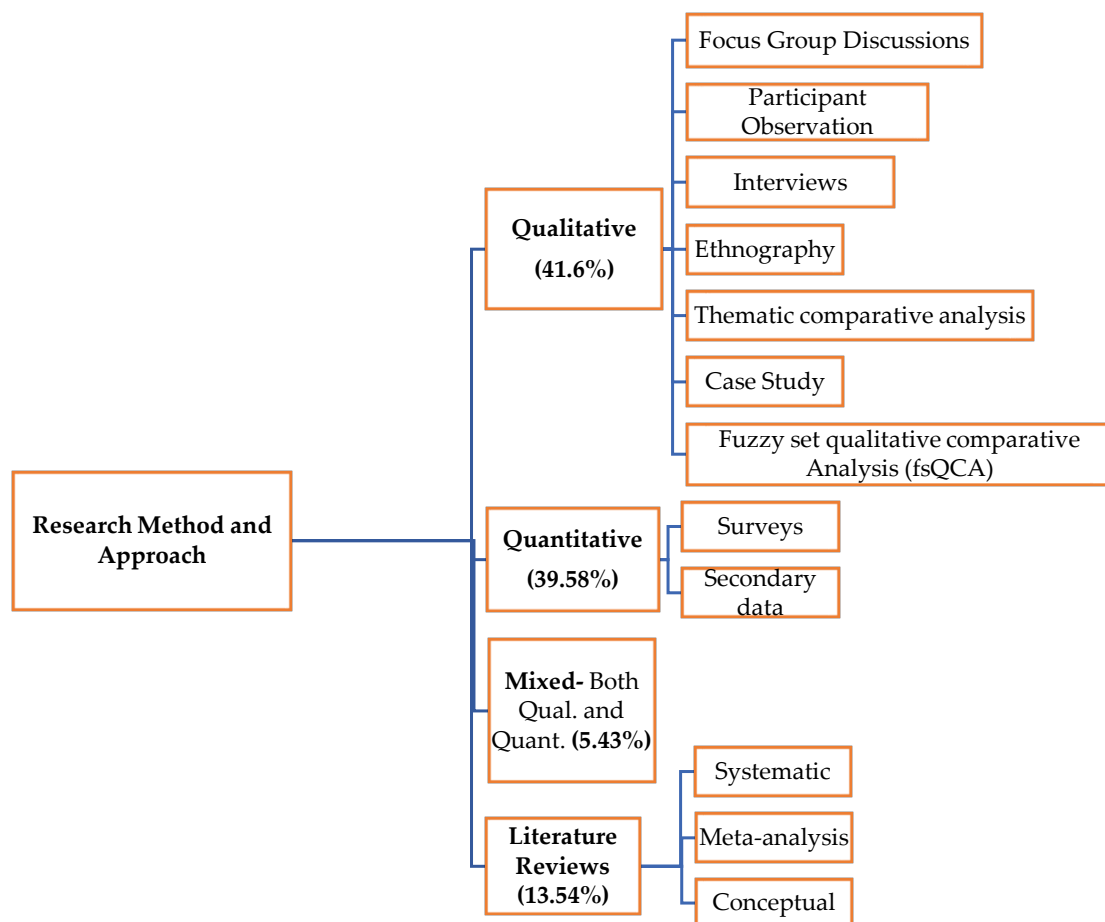 Research Method and
Approach
Qualitative
(41.6%)
Focus Group Discussions
Participant
Observation
Interviews
Ethnography
Thematic comparative analysis
Case Study
Fuzzy set qualitative comparative
Analysis (fsQCA)
Quantitative
(39.58%)
Surveys
Secondary
data
Mixed- Both
Qual. and
Quant. (5.43%)
Literature
Reviews
(13.54%)
Systematic
Meta-analysis
Conceptual